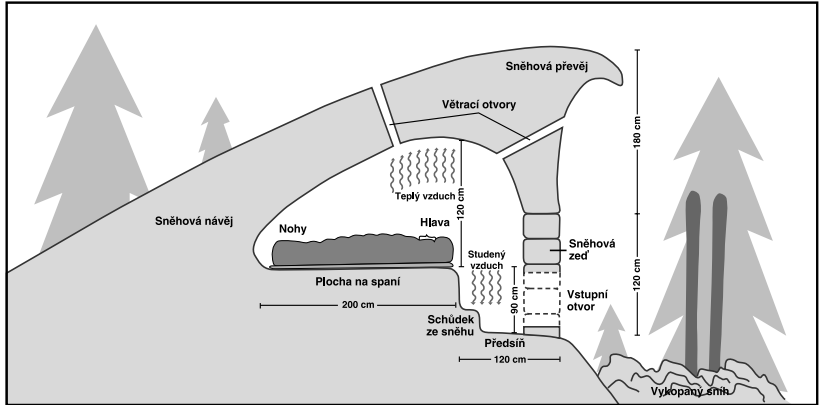 Sněhová převěj
Větrací otvory
180 cm
Teplý vzduch
120 cm
Sněhová návěj
Nohy
Hlava
Studený
vzduch
Sněhová
zeď
Plocha na spaní
200 cm
90 cm
Vstupní
otvor
120 cm
Schůdek
ze sněhu
Předsíň
120 cm
Vykopaný sníh